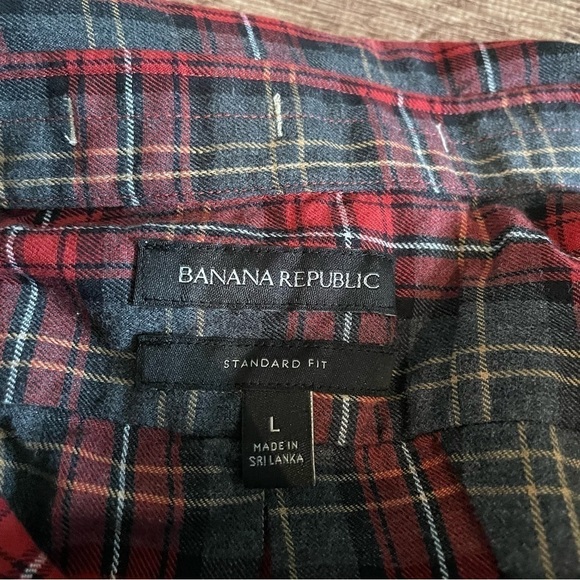 BANANA REPUBLIC
STANDARD FIT
L
MADE IN
SRI LANKA